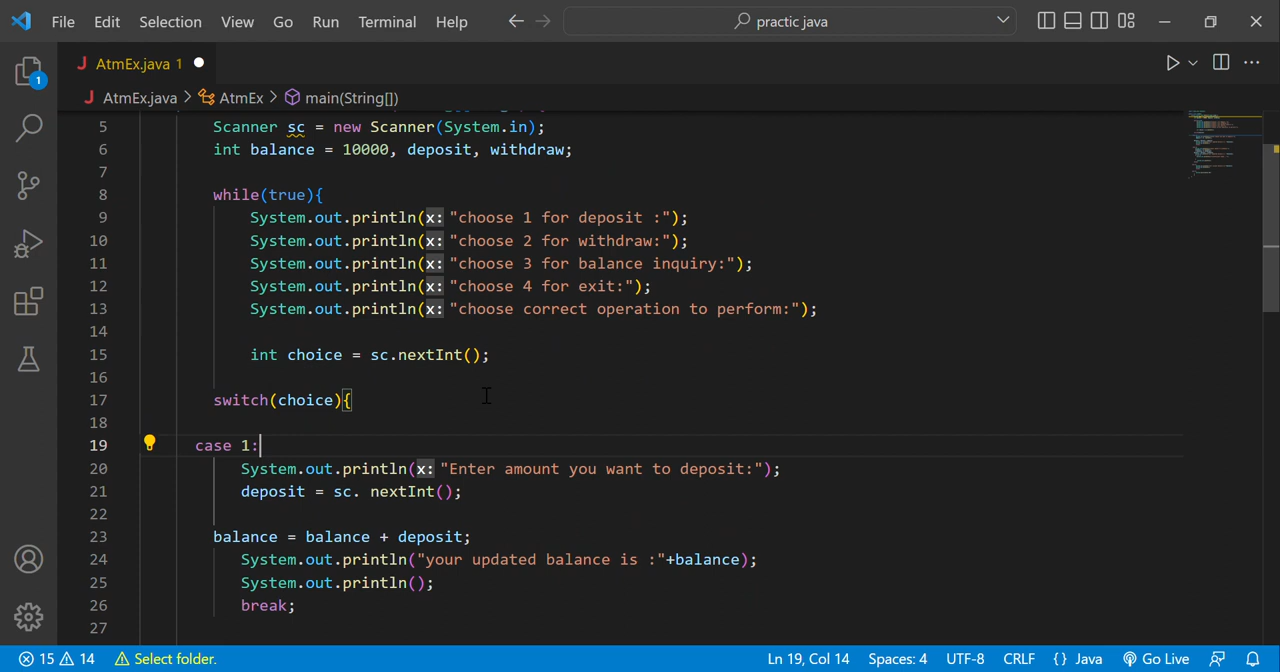 File Edit Selection View Go Run Terminal Help practic java
1 AtmEx.java 1
AtmEx.java > AtmEx > main(String[])
5 Scanner sc = new Scanner(System.in);
6 int balance = 10000, deposit, withdraw;
7
8 while(true){
9 System.out.println(x: "choose 1 for deposit :");
10 System.out.println(x: "choose 2 for withdraw:");
11 System.out.println(x: "choose 3 for balance inquiry:");
12 System.out.println(x: "choose 4 for exit:");
13 System.out.println(x: "choose correct operation to perform:");
14
15 int choice = sc.nextInt();
16
17 switch(choice){
18
19 case 1:
20 System.out.println(x: "Enter amount you want to deposit:");
21 deposit = sc. nextInt();
22
23 balance = balance + deposit;
24 System.out.println("your updated balance is :"+balance);
25 System.out.println();
26 break;
27
15 14 Select folder. Ln 19, Col 14 Spaces: 4 UTF-8 CRLF {} Java Go Live